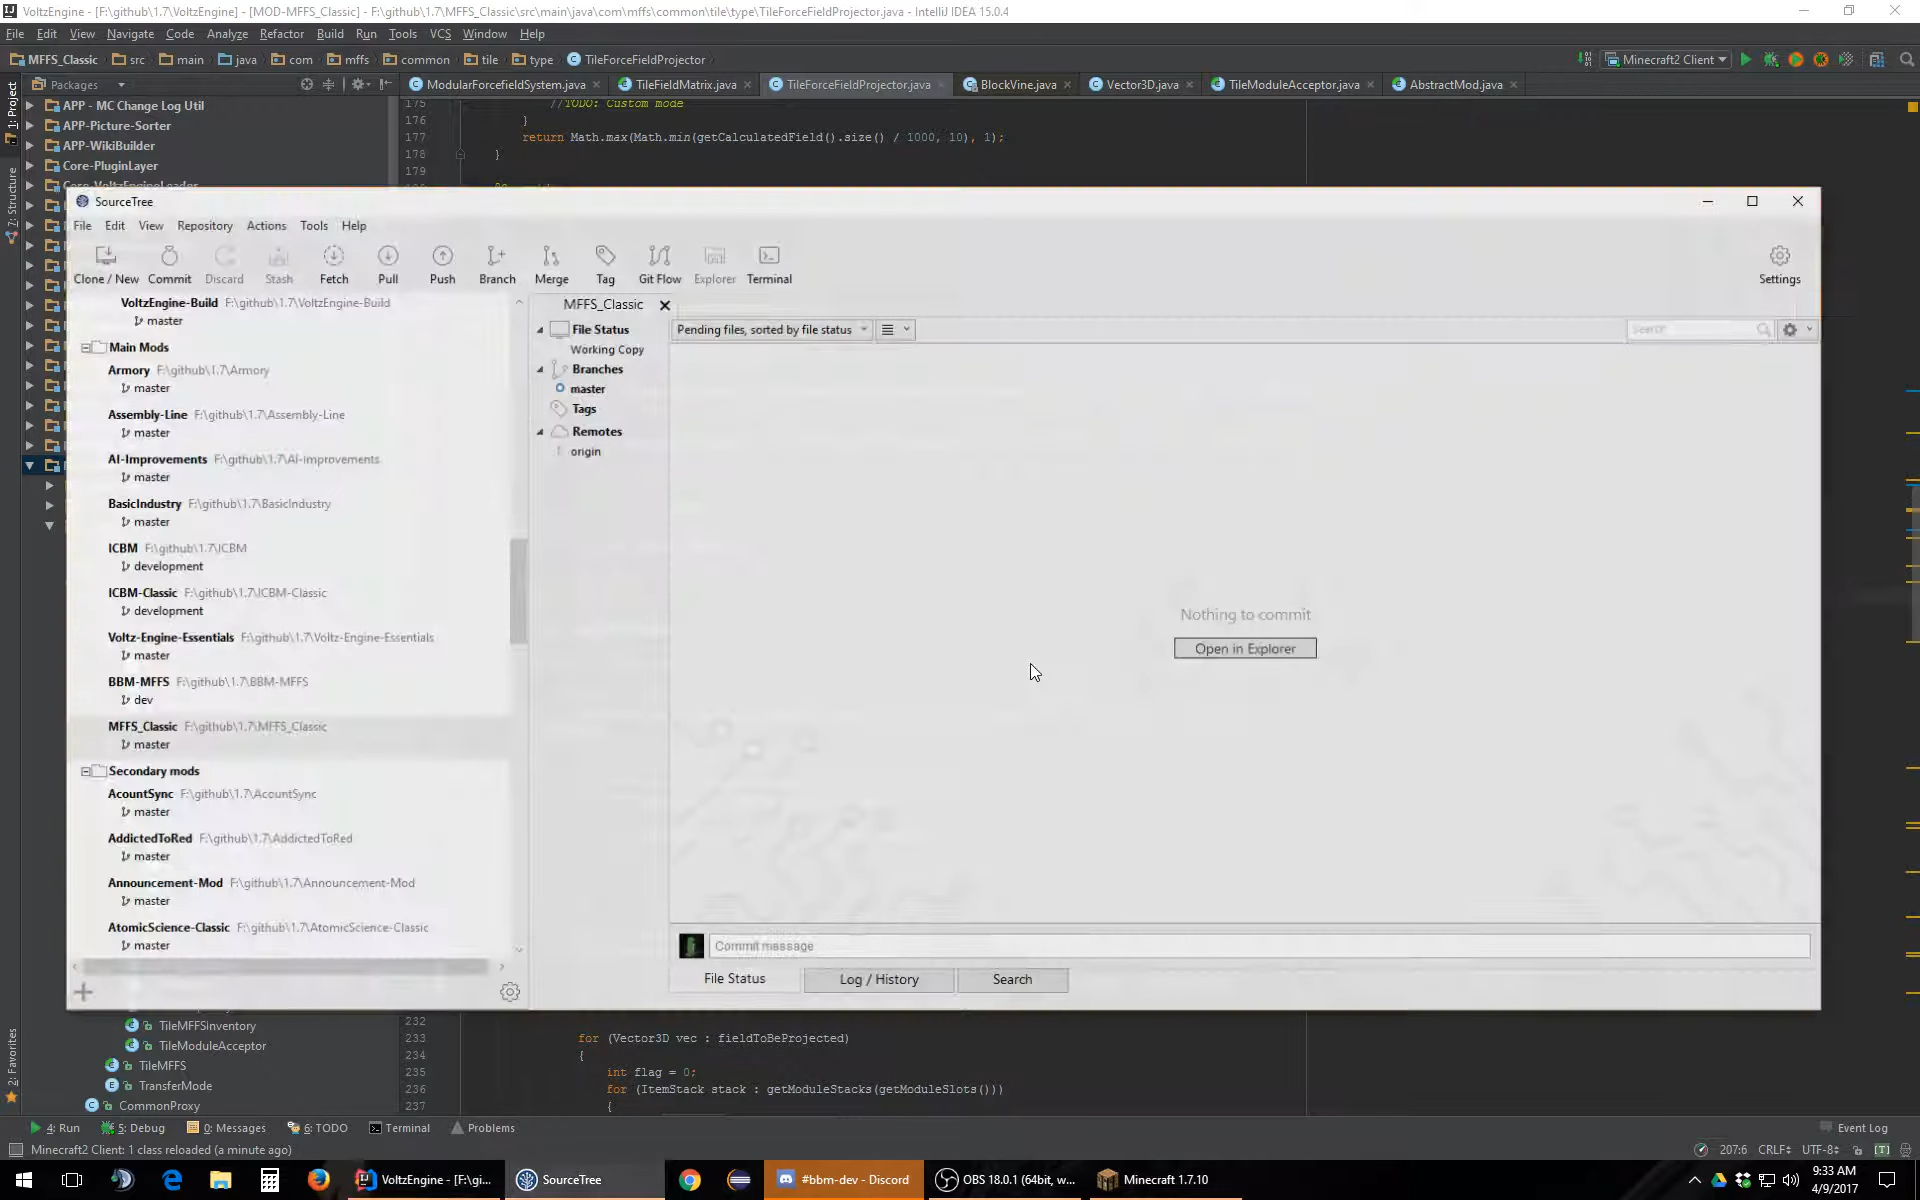 VoltzEngine - [F:\github\1.7\VoltzEngine] - [MOD-MFFS_Classic] - F:\github\1.7\MFFS_Classic\src\main\java\com\mffs\common\tile\type\TileForceFieldProjector.java - IntelliJ IDEA 15.0.4
File Edit View Navigate Code Analyze Refactor Build Run Tools VCS Window Help
MFFS_Classic src main java com mffs common tile type TileForceFieldProjector Minecraft2 Client
1: Project
7: Structure
2: Favorites
Packages
ModularForcefieldSystem.java TileFieldMatrix.java TileForceFieldProjector.java BlockVine.java Vector3D.java TileModuleAcceptor.java AbstractMod.java
APP - MC Change Log Util
APP-Picture-Sorter
APP-WikiBuilder
Core-PluginLayer
Core-VoltzEngineLoader
175 //TODO: Custom mode
176 }
177 return Math.max(Math.min(getCalculatedField().size() / 1000, 10), 1);
178 }
179
SourceTree
File Edit View Repository Actions Tools Help
Clone / New Commit Discard Stash Fetch Pull Push Branch Merge Tag Git Flow Explorer Terminal Settings
VoltzEngine-Build F:\github\1.7\VoltzEngine-Build
master
Main Mods
Armory F:\github\1.7\Armory
master
Assembly-Line F:\github\1.7\Assembly-Line
master
AI-Improvements F:\github\1.7\AI-Improvements
master
BasicIndustry F:\github\1.7\BasicIndustry
master
ICBM F:\github\1.7\ICBM
development
ICBM-Classic F:\github\1.7\ICBM-Classic
development
Voltz-Engine-Essentials F:\github\1.7\Voltz-Engine-Essentials
master
BBM-MFFS F:\github\1.7\BBM-MFFS
dev
MFFS_Classic F:\github\1.7\MFFS_Classic
master
Secondary mods
AcountSync F:\github\1.7\AcountSync
master
AddictedToRed F:\github\1.7\AddictedToRed
master
Announcement-Mod F:\github\1.7\Announcement-Mod
master
AtomicScience-Classic F:\github\1.7\AtomicScience-Classic
master
MFFS_Classic
File Status
Working Copy
Branches
master
Tags
Remotes
origin
Pending files, sorted by file status
Search
Nothing to commit
Open in Explorer
Commit message
File Status Log / History Search
TileMFFSInventory
TileModuleAcceptor
TileMFFS
TransferMode
CommonProxy
232
233 for (Vector3D vec : fieldToBeProjected)
234 {
235 int flag = 0;
236 for (ItemStack stack : getModuleStacks(getModuleSlots()))
237 {
4: Run 5: Debug 0: Messages 6: TODO Terminal Problems Event Log
Minecraft2 Client: 1 class reloaded (a minute ago) 207:6 CRLF UTF-8
VoltzEngine - [F:\gi... SourceTree #bbm-dev - Discord OBS 18.0.1 (64bit, w... Minecraft 1.7.10
9:33 AM
4/9/2017